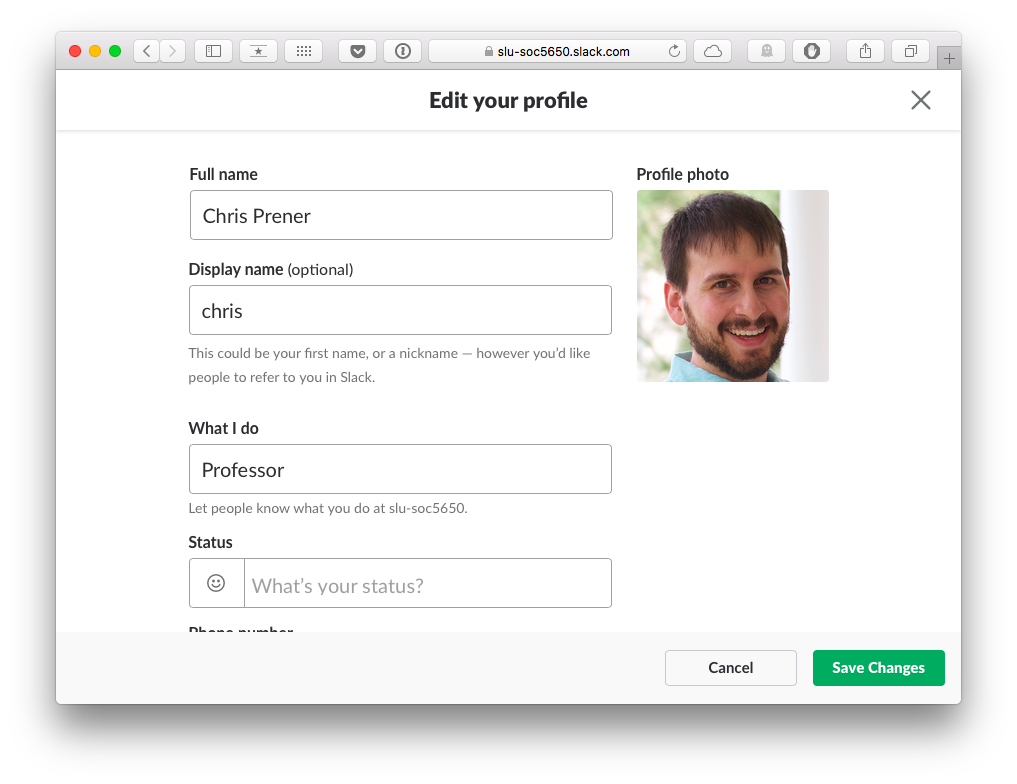 slu-soc5650.slack.com
Edit your profile
Full name
Profile photo
Chris Prener
Display name (optional)
chris
This could be your first name, or a nickname — however you'd like
people to refer to you in Slack.
What I do
Professor
Let people know what you do at slu-soc5650.
Status
What's your status?
Phone number
Cancel
Save Changes